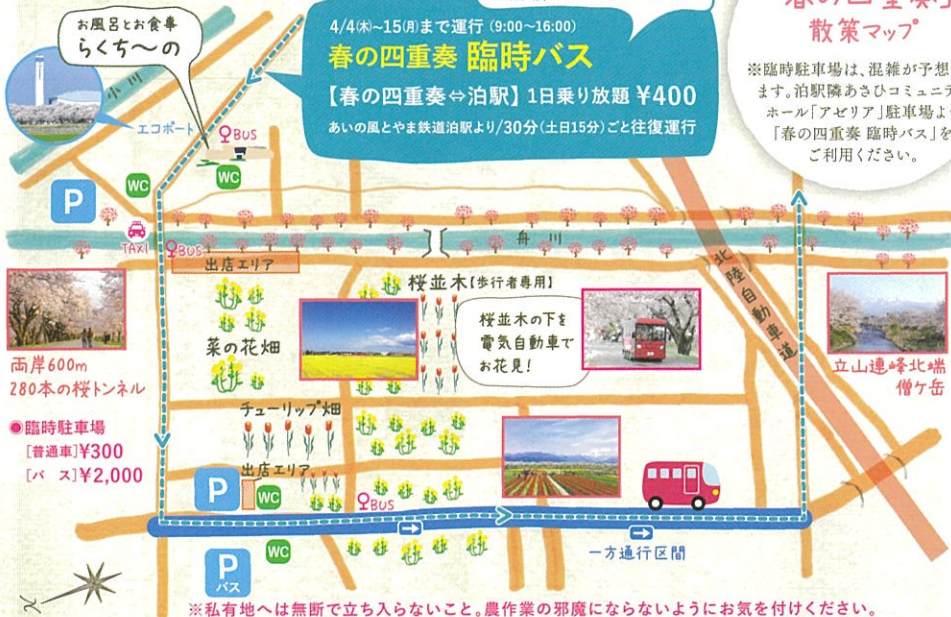 お風呂とお食事
らくち〜の
4/4(木)~15(月)まで運行 (9:00~16:00)
春の四重奏 臨時バス
【春の四重奏⇔泊駅】1日乗り放題 ¥400
あいの風とやま鉄道泊駅より/30分(土日15分)ごと往復運行
散策マップ
※臨時駐車場は、混雑が予想
ます。泊駅隣あさひコミュニテ
ホール「アゼリア」駐車場よ
「春の四重奏 臨時バス」を
ご利用ください。
小川
エコポート
BUS
WC
WC
P
TAXI
BUS
舟川
出店エリア
北陸自動車道
桜並木【歩行者専用】
桜並木の下を
電気自動車で
お花見!
菜の花畑
両岸600m
280本の桜トンネル
立山連峰北端
僧ケ岳
チューリップ畑
●臨時駐車場
[普通車]¥300
[バス]¥2,000
出店エリア
P
WC
BUS
一方通行区間
P
バス
WC
※私有地へは無断で立ち入らないこと。農作業の邪魔にならないようにお気を付けください。